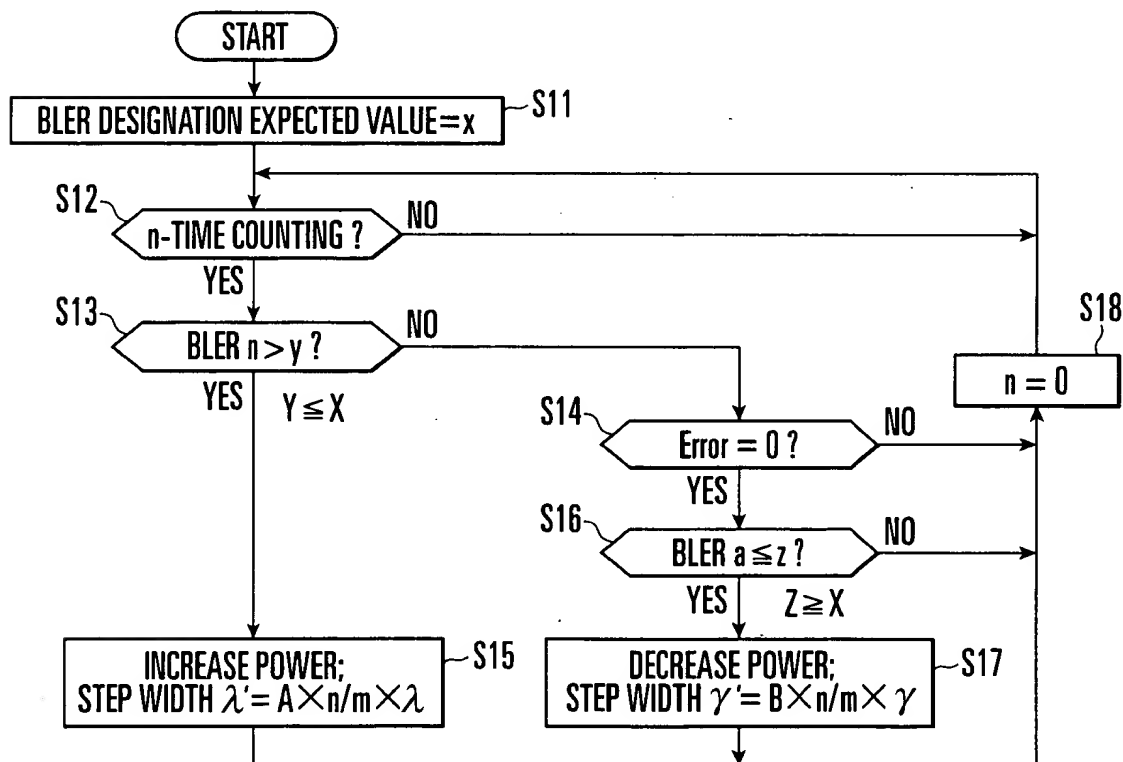 START
BLER DESIGNATION EXPECTED VALUE=x
S11
S12
n-TIME COUNTING ?
NO
YES
S13
BLER n > y ?
NO
YES
Y≦X
S18
n = 0
S14
Error = 0 ?
NO
YES
S16
BLER a ≦ z ?
NO
YES
Z≧X
INCREASE POWER;
STEP WIDTH λ'= A×n/m×λ
S15
DECREASE POWER;
STEP WIDTH γ'= B×n/m×γ
S17